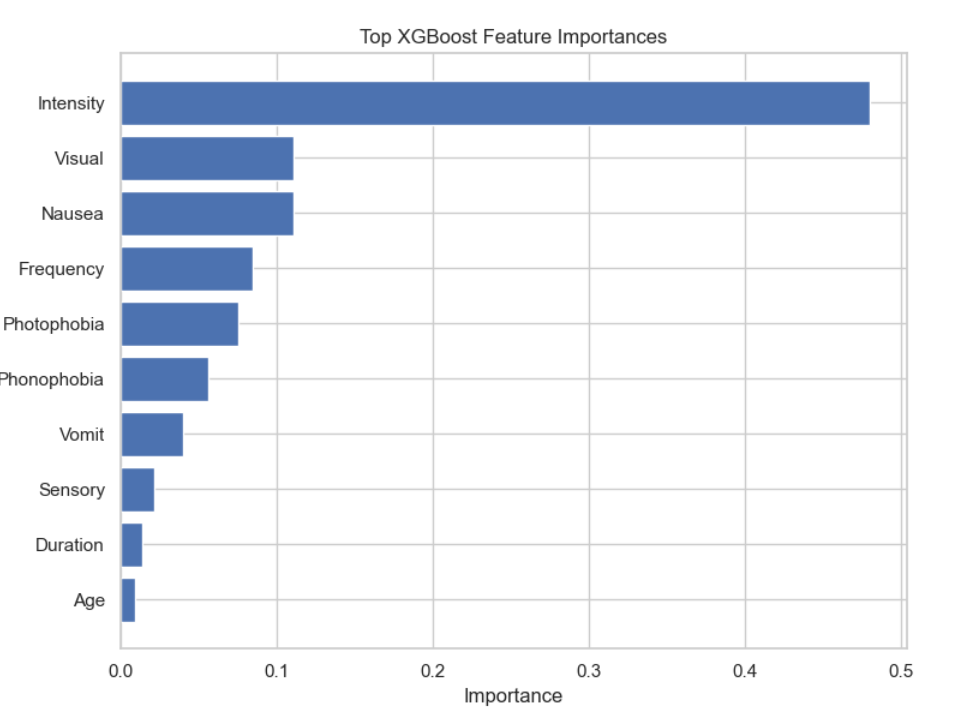 Top XGBoost Feature Importances
Intensity
Visual
Nausea
Frequency
Photophobia
Phonophobia
Vomit
Sensory
Duration
Age
0.0 0.1 0.2 0.3 0.4 0.5
Importance